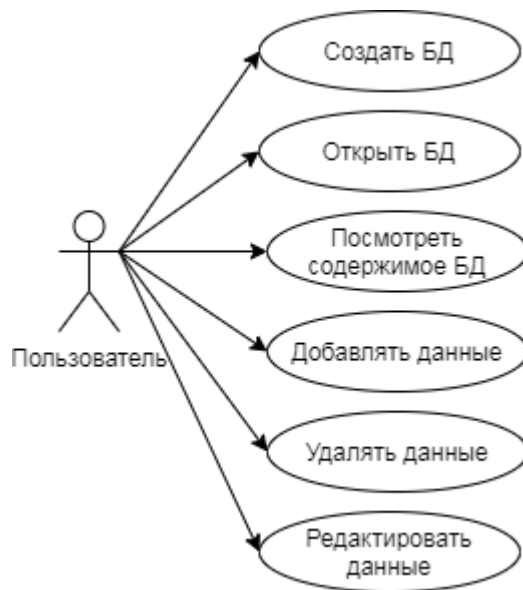 Создать БД
Открыть БД
Посмотреть
содержимое БД
Добавлять данные
Пользователь
Удалять данные
Редактировать
данные